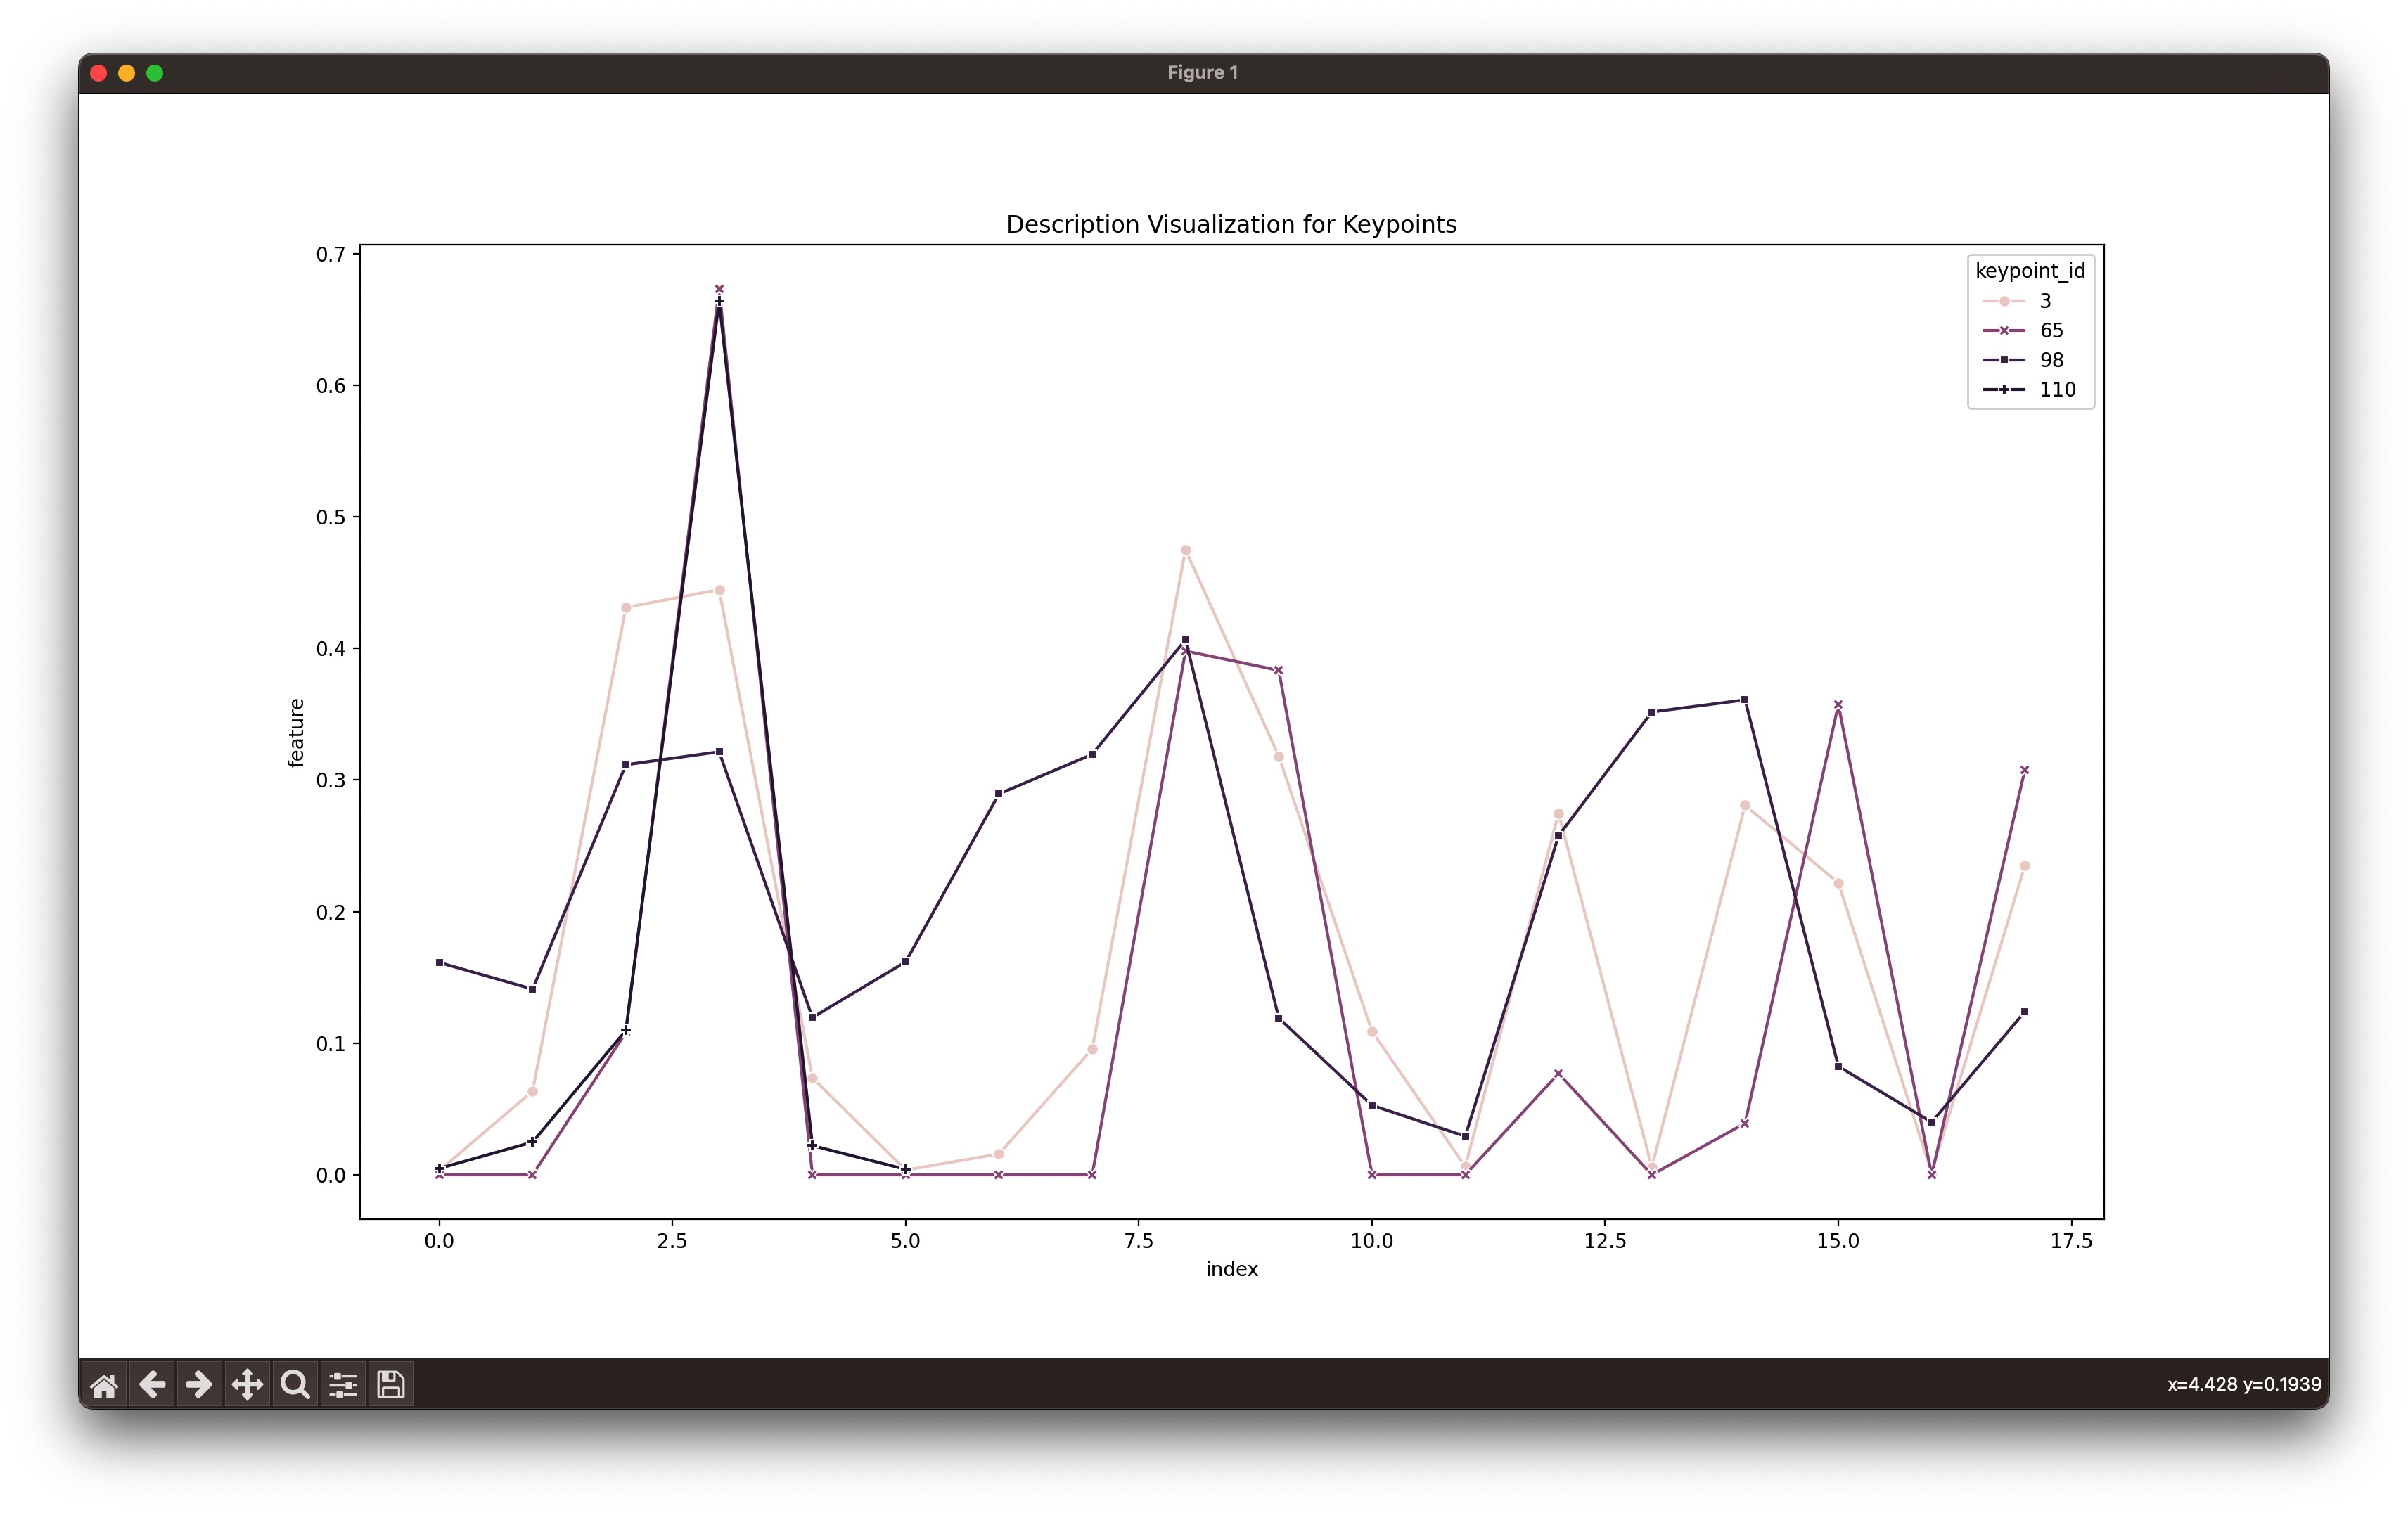 Figure 1
Description Visualization for Keypoints
0.7
0.6
0.5
0.4
0.3
0.2
0.1
0.0
feature
keypoint_id
3
65
98
110
0.0 2.5 5.0 7.5 10.0 12.5 15.0 17.5
index
x=4.428 y=0.1939